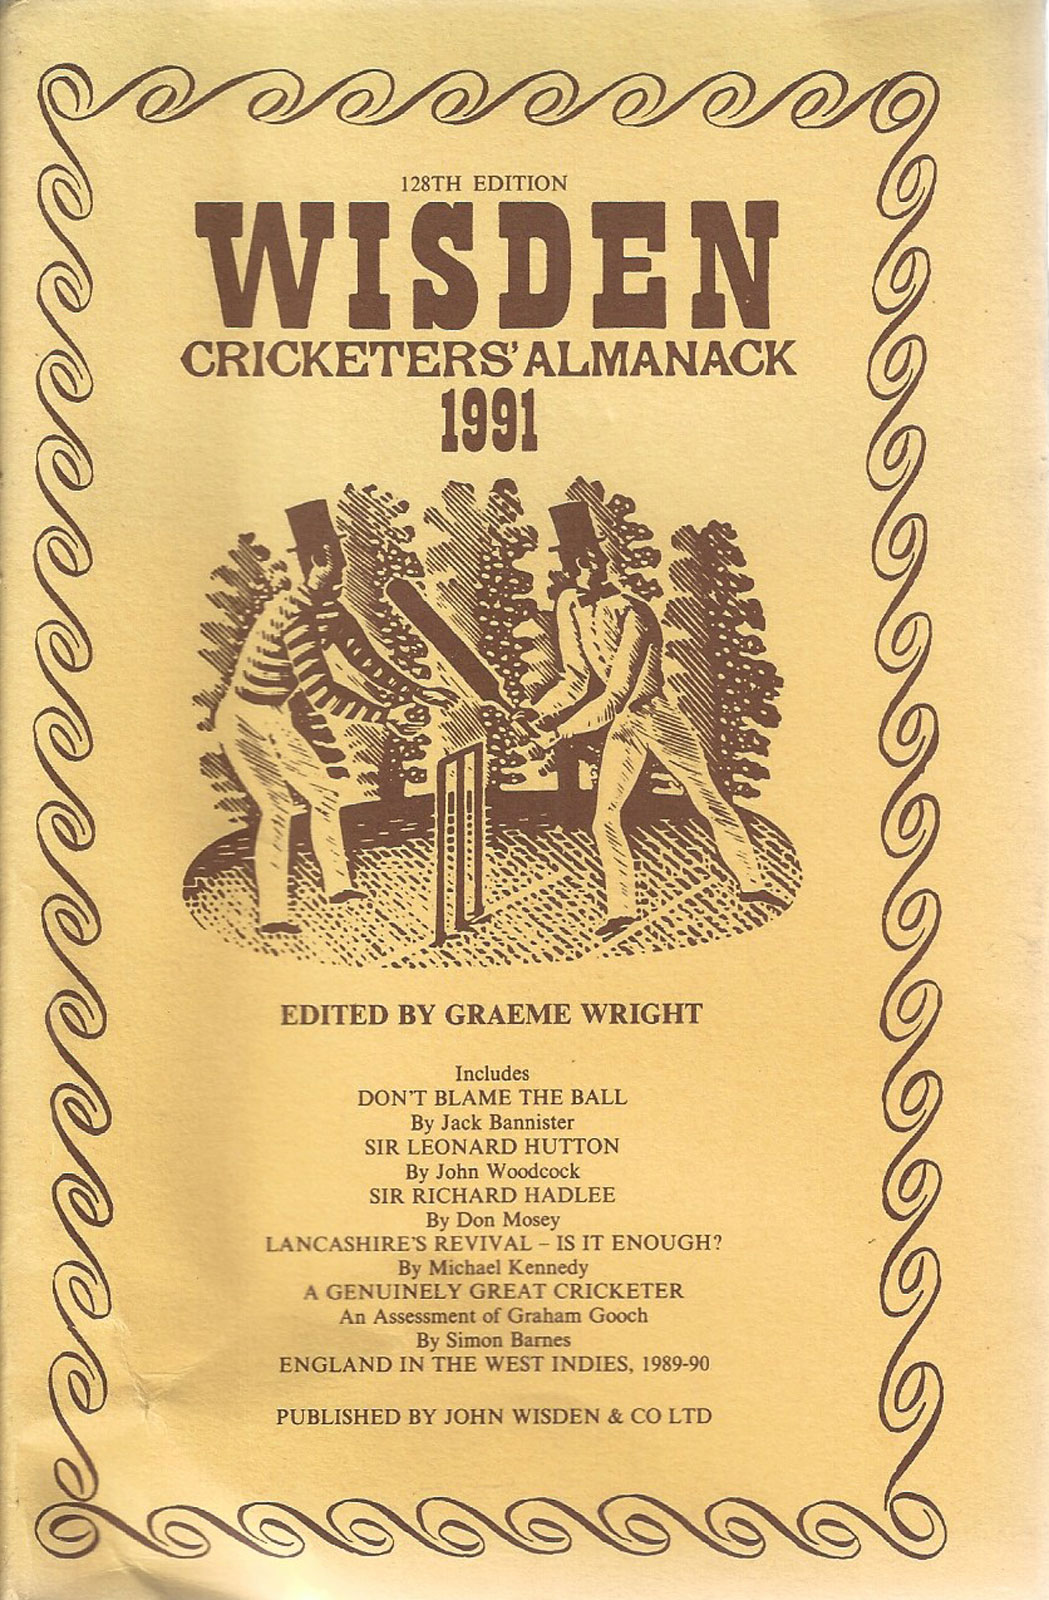 128TH EDITION
WISDEN
CRICKETERS' ALMANACK
1991
EDITED BY GRAEME WRIGHT
Includes
DON'T BLAME THE BALL
By Jack Bannister
SIR LEONARD HUTTON
By John Woodcock
SIR RICHARD HADLEE
By Don Mosey
LANCASHIRE'S REVIVAL – IS IT ENOUGH?
By Michael Kennedy
A GENUINELY GREAT CRICKETER
An Assessment of Graham Gooch
By Simon Barnes
ENGLAND IN THE WEST INDIES, 1989-90
PUBLISHED BY JOHN WISDEN & CO LTD